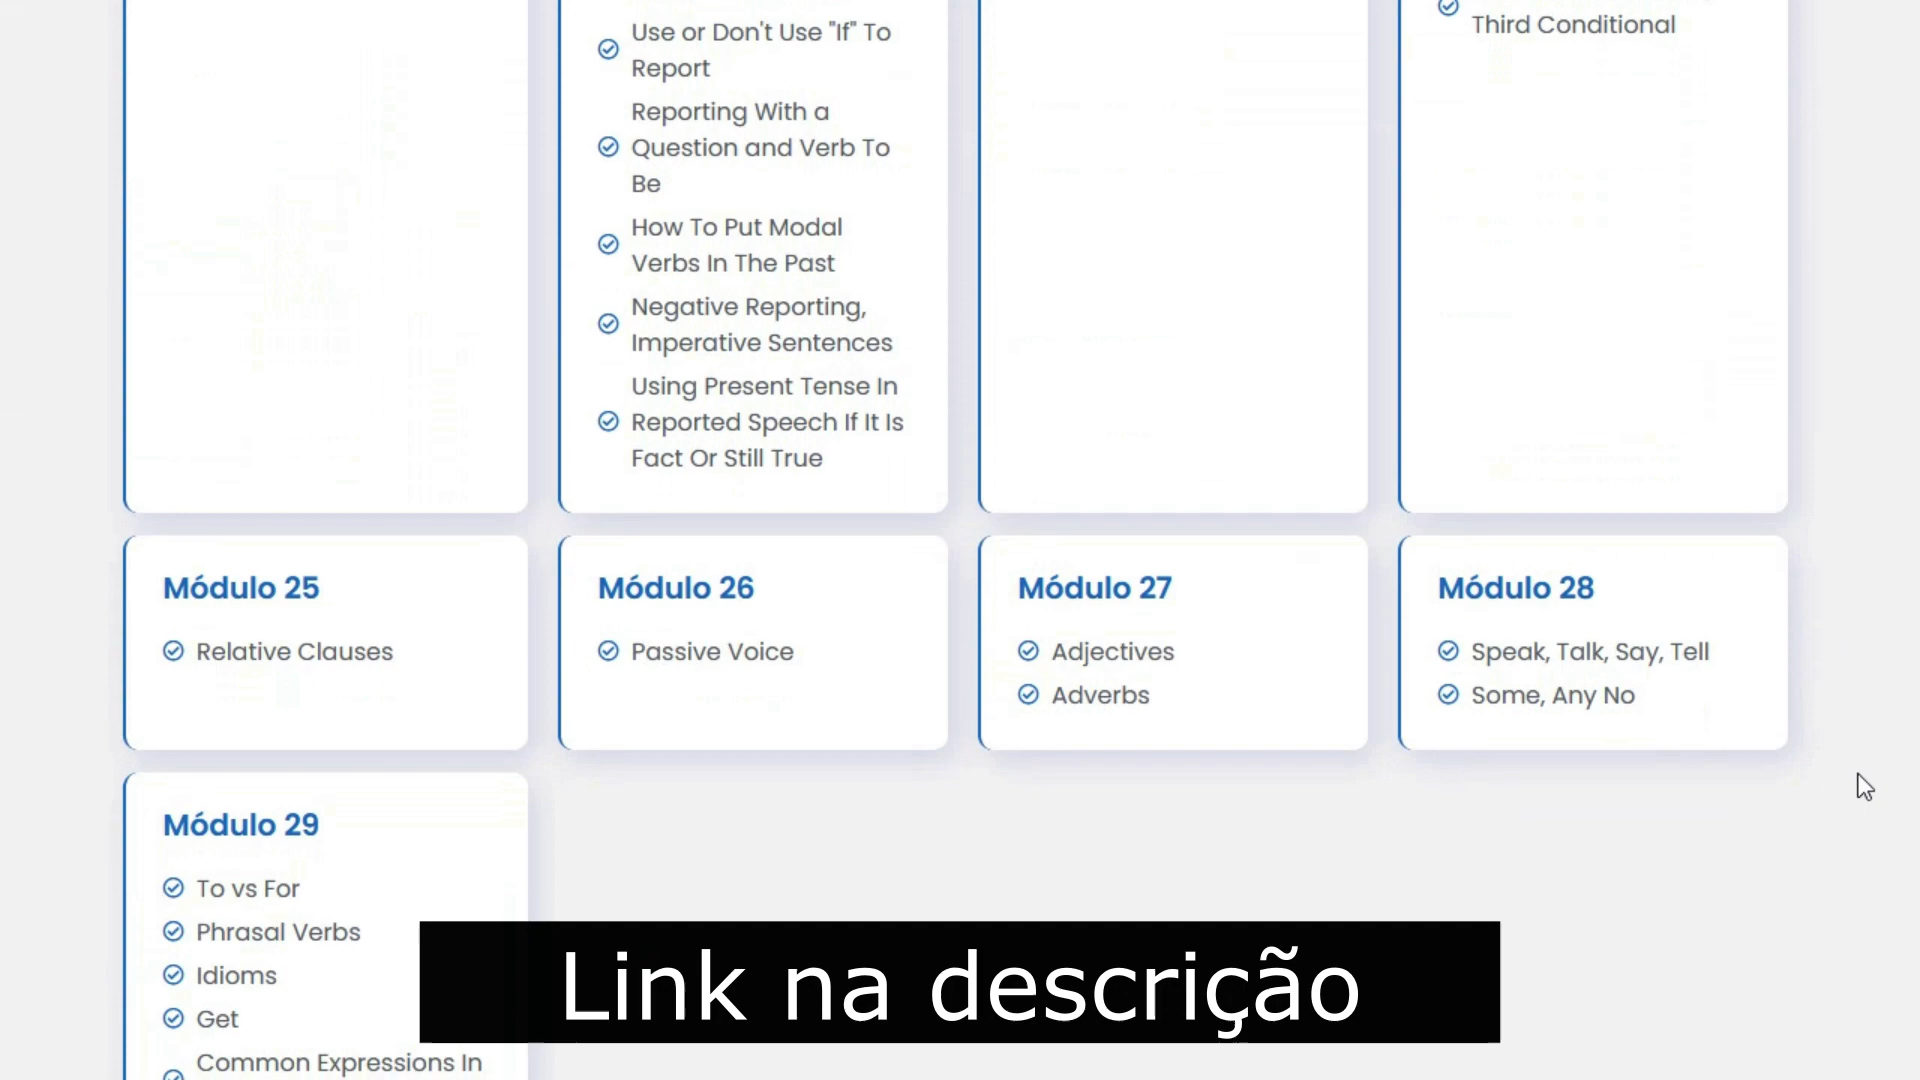 Use or Don't Use "If" To
Report
Reporting With a
Question and Verb To
Be
How To Put Modal
Verbs In The Past
Negative Reporting,
Imperative Sentences
Using Present Tense In
Reported Speech If It Is
Fact Or Still True
Third Conditional
Módulo 25
Relative Clauses
Módulo 26
Passive Voice
Módulo 27
Adjectives
Adverbs
Módulo 28
Speak, Talk, Say, Tell
Some, Any No
Módulo 29
To vs For
Phrasal Verbs
Idioms
Get
Common Expressions In
Link na descrição